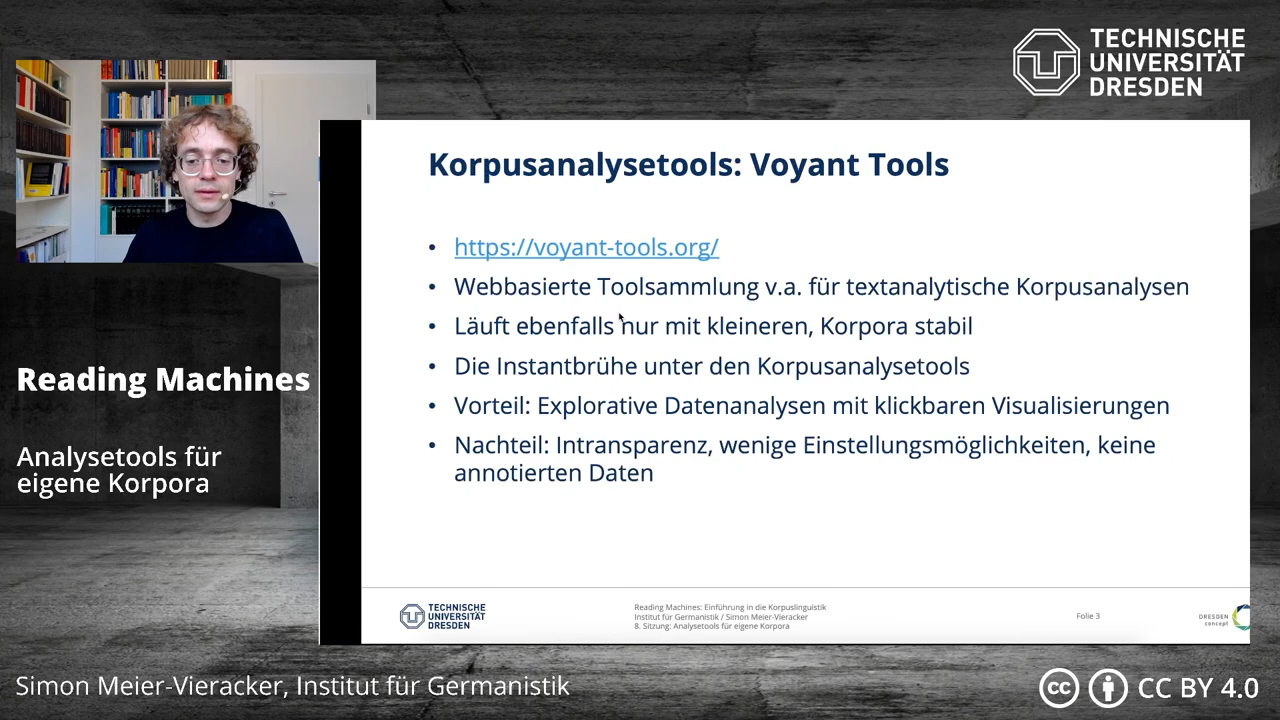 TECHNISCHE
UNIVERSITÄT
DRESDEN
Korpusanalysetools: Voyant Tools
• https://voyant-tools.org/
• Webbasierte Toolsammlung v.a. für textanalytische Korpusanalysen
• Läuft ebenfalls nur mit kleineren, Korpora stabil
• Die Instantbrühe unter den Korpusanalysetools
• Vorteil: Explorative Datenanalysen mit klickbaren Visualisierungen
• Nachteil: Intransparenz, wenige Einstellungsmöglichkeiten, keine
annotierten Daten
Reading Machines
Analysetools für
eigene Korpora
TECHNISCHE
UNIVERSITÄT
DRESDEN
Reading Machines: Einführung in die Korpuslinguistik
Institut für Germanistik / Simon Meier-Vieracker
8. Sitzung: Analysetools für eigene Korpora
Folie 3
DRESDEN
concept
Simon Meier-Vieracker, Institut für Germanistik
cc CC BY 4.0